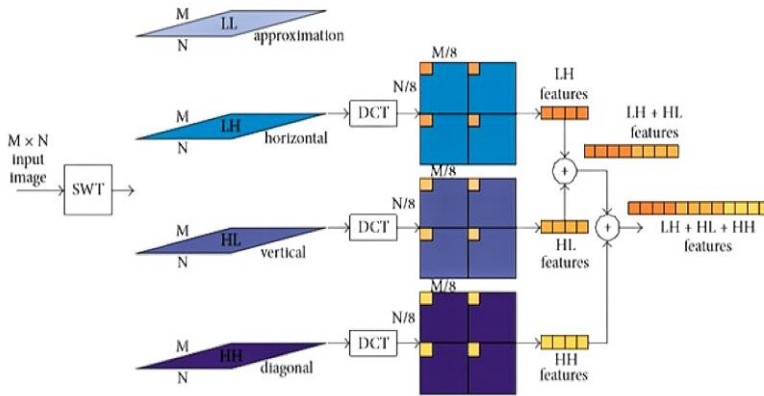 M
LL
N
approximation
M
LH
N
horizontal
M × N
input
image
SWT
M
HL
N
vertical
M
HH
N
diagonal
DCT
M/8
N/8
LH
features
LH + HL
features
DCT
M/8
N/8
HL
features
LH + HL + HH
features
DCT
M/8
N/8
HH
features
+
+